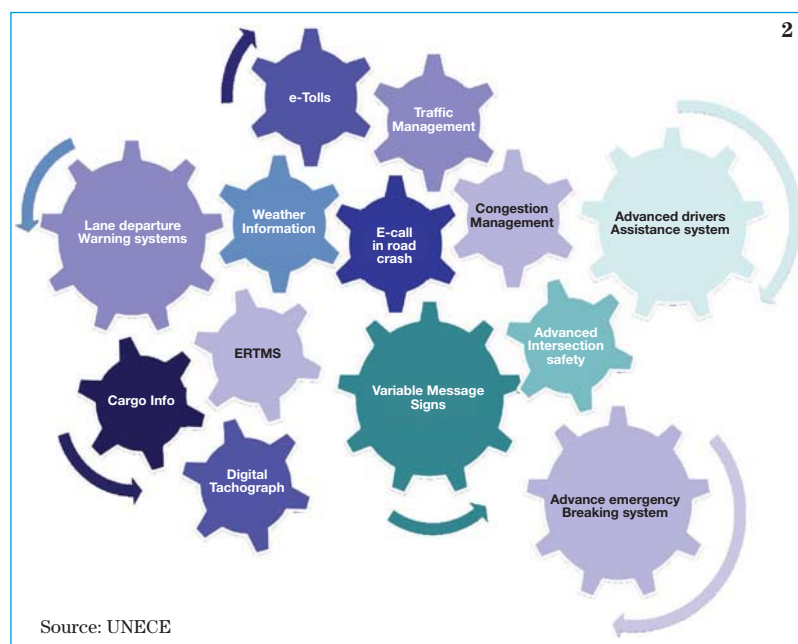 2
e-Tolls
Traffic
Management
Lane departure
Warning systems
Weather
Information
E-call
in road
crash
Congestion
Management
Advanced drivers
Assistance system
ERTMS
Advanced
Intersection
safety
Cargo Info
Variable Message
Signs
Digital
Tachograph
Advance emergency
Breaking system
Source: UNECE